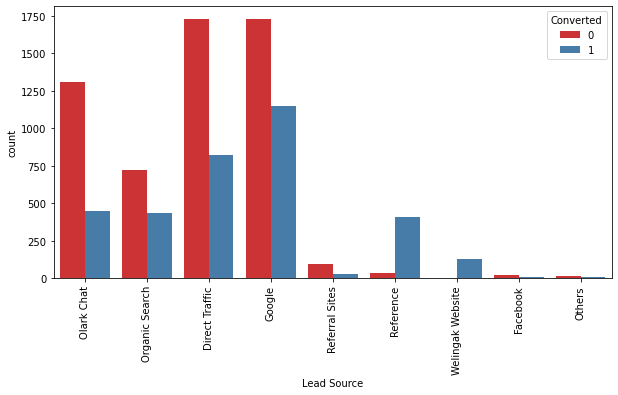 1750
1500
1250
1000
750
500
250
0
count
Converted
0
1
Olark Chat
Organic Search
Direct Traffic
Google
Referral Sites
Reference
Welingak Website
Facebook
Others
Lead Source